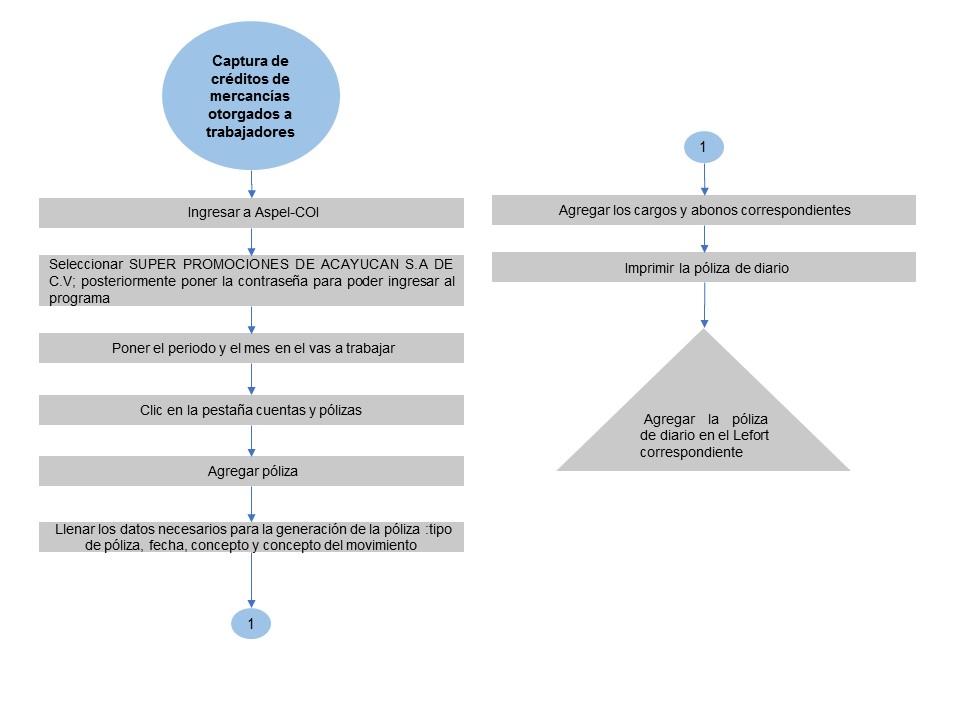 Captura de
créditos de
mercancías
otorgados a
trabajadores
Ingresar a Aspel-COI
Seleccionar SUPER PROMOCIONES DE ACAYUCAN S.A DE
C.V; posteriormente poner la contraseña para poder ingresar al
programa
Poner el periodo y el mes en el vas a trabajar
Clic en la pestaña cuentas y pólizas
Agregar póliza
Llenar los datos necesarios para la generación de la póliza :tipo
de póliza, fecha, concepto y concepto del movimiento
1
1
Agregar los cargos y abonos correspondientes
Imprimir la póliza de diario
Agregar la póliza
de diario en el Lefort
correspondiente